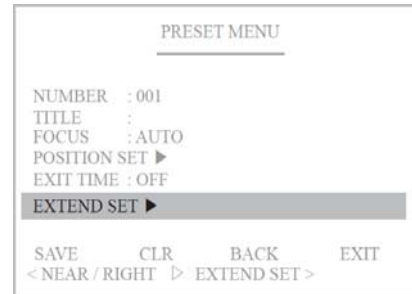 PRESET MENU
NUMBER : 001
TITLE :
FOCUS : AUTO
POSITION SET ▶
EXIT TIME : OFF
EXTEND SET ▶
SAVE CLR BACK EXIT
< NEAR / RIGHT ▷ EXTEND SET >